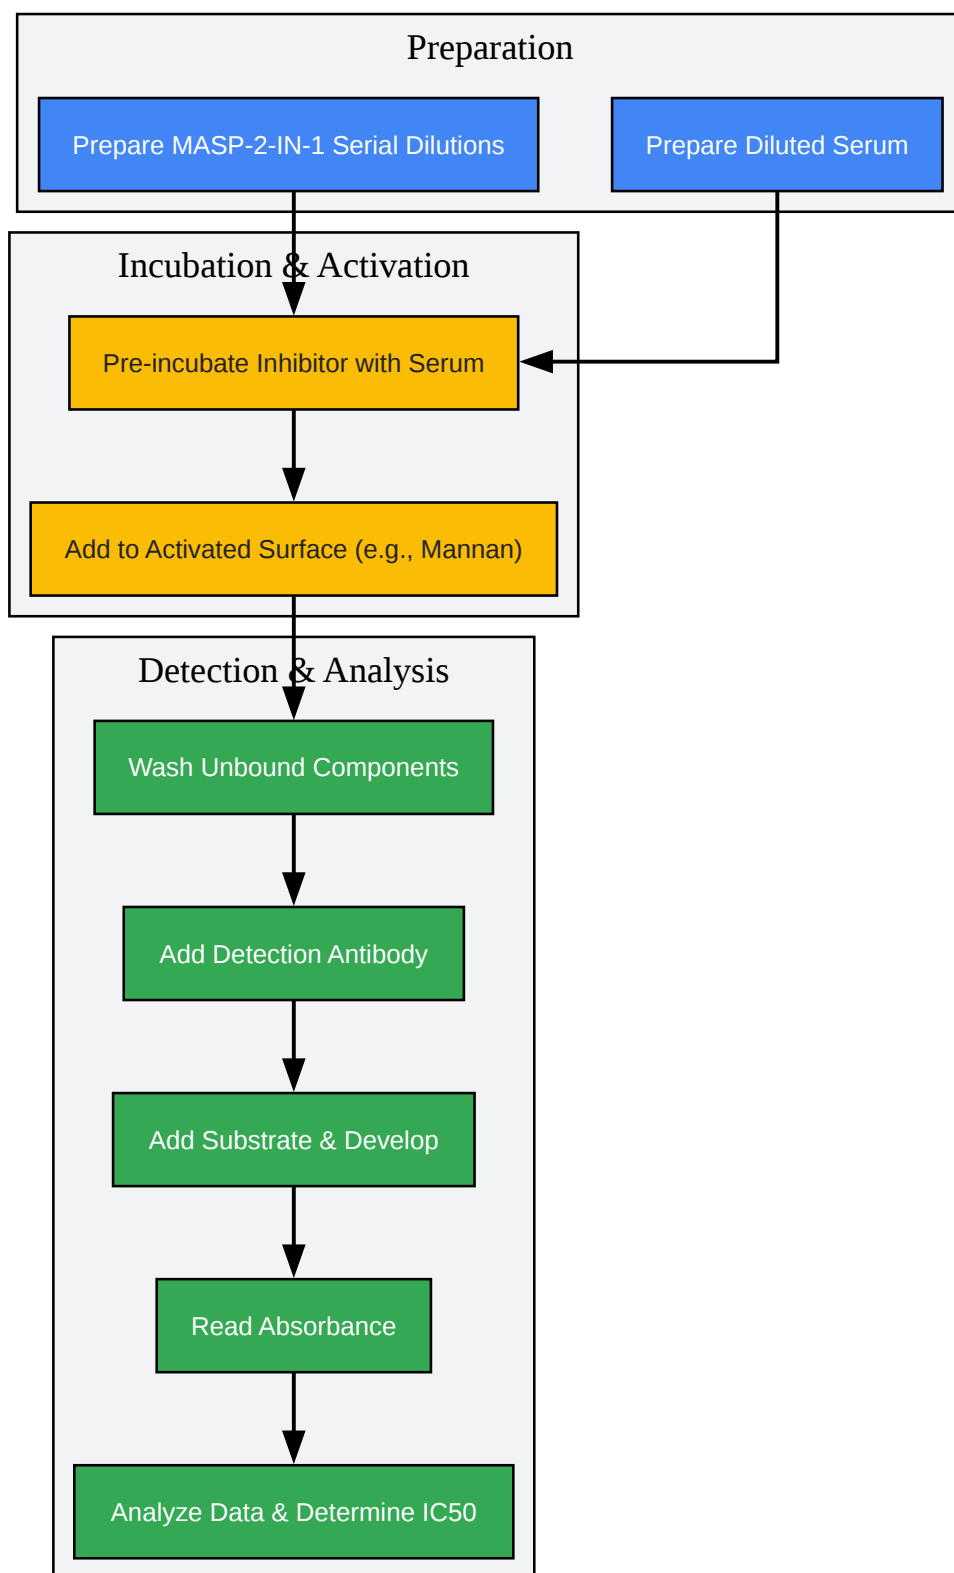 Preparation
Prepare MASP-2-IN-1 Serial Dilutions
Prepare Diluted Serum
Incubation & Activation
Pre-incubate Inhibitor with Serum
Add to Activated Surface (e.g., Mannan)
Detection & Analysis
Wash Unbound Components
Add Detection Antibody
Add Substrate & Develop
Read Absorbance
Analyze Data & Determine IC50